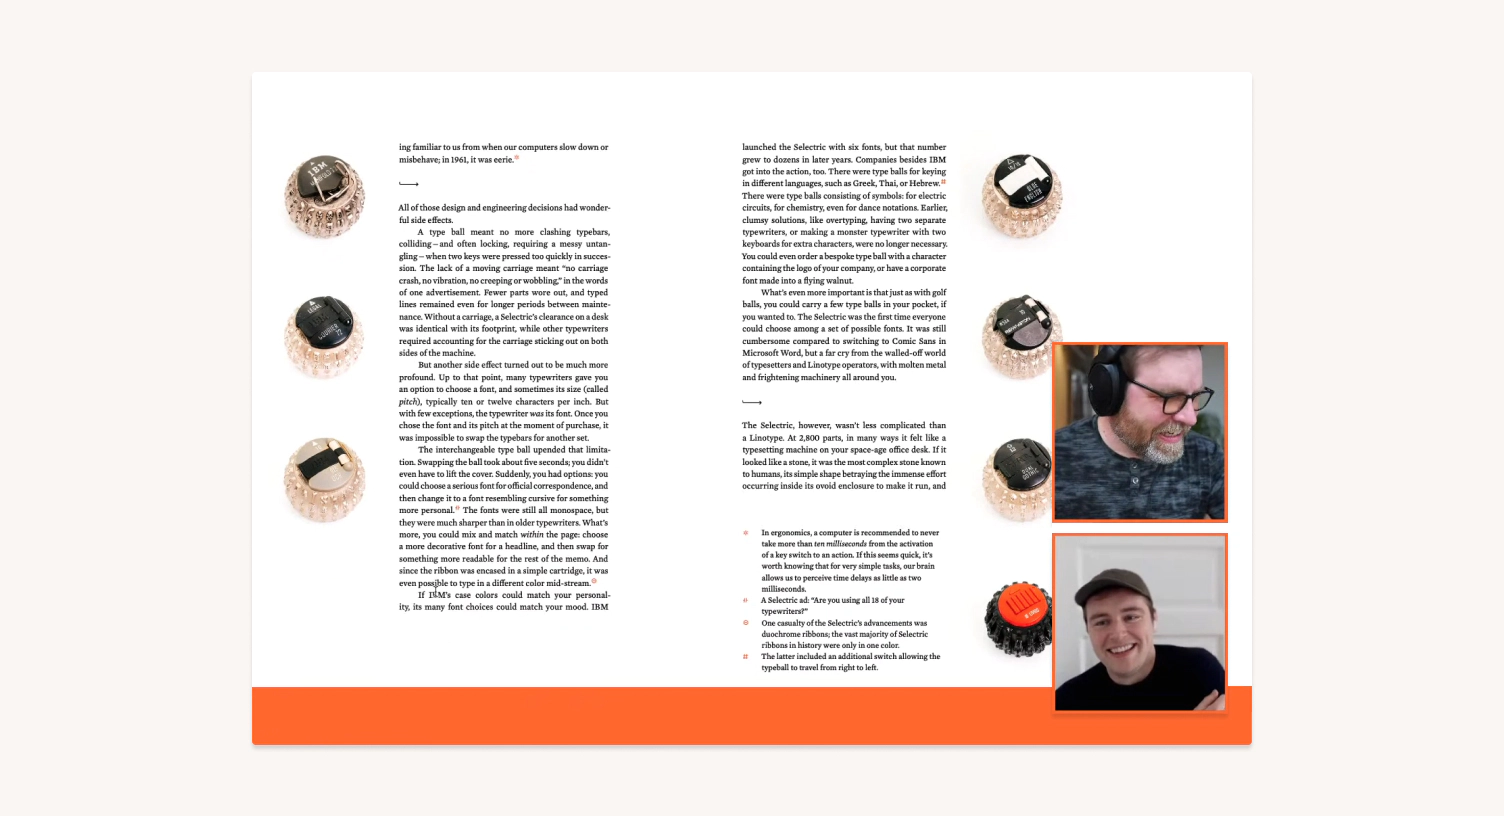 ing familiar to us from when our computers slow down or
misbehave; in 1961, it was eerie.*
All of those design and engineering decisions had wonder-
ful side effects.
A type ball meant no more clashing typebars,
colliding – and often locking, requiring a messy untan-
gling – when two keys were pressed too quickly in succes-
sion. The lack of a moving carriage meant “no carriage
crash, no vibration, no creeping or wobbling,” in the words
of one advertisement. Fewer parts wore out, and typed
lines remained even for longer periods between mainte-
nance. Without a carriage, a Selectric’s clearance on a desk
was identical with its footprint, while other typewriters
required accounting for the carriage sticking out on both
sides of the machine.
But another side effect turned out to be much more
profound. Up to that point, many typewriters gave you
an option to choose a font, and sometimes its size (called
pitch), typically ten or twelve characters per inch. But
with few exceptions, the typewriter was its font. Once you
chose the font and its pitch at the moment of purchase, it
was impossible to swap the typebars for another set.
The interchangeable type ball upended that limita-
tion. Swapping the ball took about five seconds; you didn’t
even have to lift the cover. Suddenly, you had options: you
could choose a serious font for official correspondence, and
then change it to a font resembling cursive for something
more personal. The fonts were still all monospace, but
they were much sharper than in older typewriters. What’s
more, you could mix and match within the page: choose
a more decorative font for a headline, and then swap for
something more readable for the rest of the memo. And
since the ribbon was encased in a simple cartridge, it was
even possible to type in a different color mid-stream.
If IBM’s case colors could match your personal-
ity, its many font choices could match your mood. IBM
launched the Selectric with six fonts, but that number
grew to dozens in later years. Companies besides IBM
got into the action, too. There were type balls for keying
in different languages, such as Greek, Thai, or Hebrew.#
There were type balls consisting of symbols: for electric
circuits, for chemistry, even for dance notations. Earlier,
clumsy solutions, like overtyping, having two separate
typewriters, or making a monster typewriter with two
keyboards for extra characters, were no longer necessary.
You could even order a bespoke type ball with a character
containing the logo of your company, or have a corporate
font made into a flying walnut.
What’s even more important is that just as with golf
balls, you could carry a few type balls in your pocket, if
you wanted to. The Selectric was the first time everyone
could choose among a set of possible fonts. It was still
cumbersome compared to switching to Comic Sans in
Microsoft Word, but a far cry from the walled-off world
of typesetters and Linotype operators, with molten metal
and frightening machinery all around you.
The Selectric, however, wasn’t less complicated than
a Linotype. At 2,800 parts, in many ways it felt like a
typesetting machine on your space-age office desk. If it
looked like a stone, it was the most complex stone known
to humans, its simple shape betraying the immense effort
occurring inside its ovoid enclosure to make it run, and
* In ergonomics, a computer is recommended to never
take more than ten milliseconds from the activation
of a key switch to an action. If this seems quick, it’s
worth knowing that for very simple tasks, our brain
allows us to perceive time delays as little as two
milliseconds.
A Selectric ad: “Are you using all 18 of your
typewriters?”
One casualty of the Selectric’s advancements was
duochrome ribbons; the vast majority of Selectric
ribbons in history were only in one color.
# The latter included an additional switch allowing the
typeball to travel from right to left.
IBM
LEGAL
COURIER
12
OLDE
ENGLISH
DUAL
GOTHIC